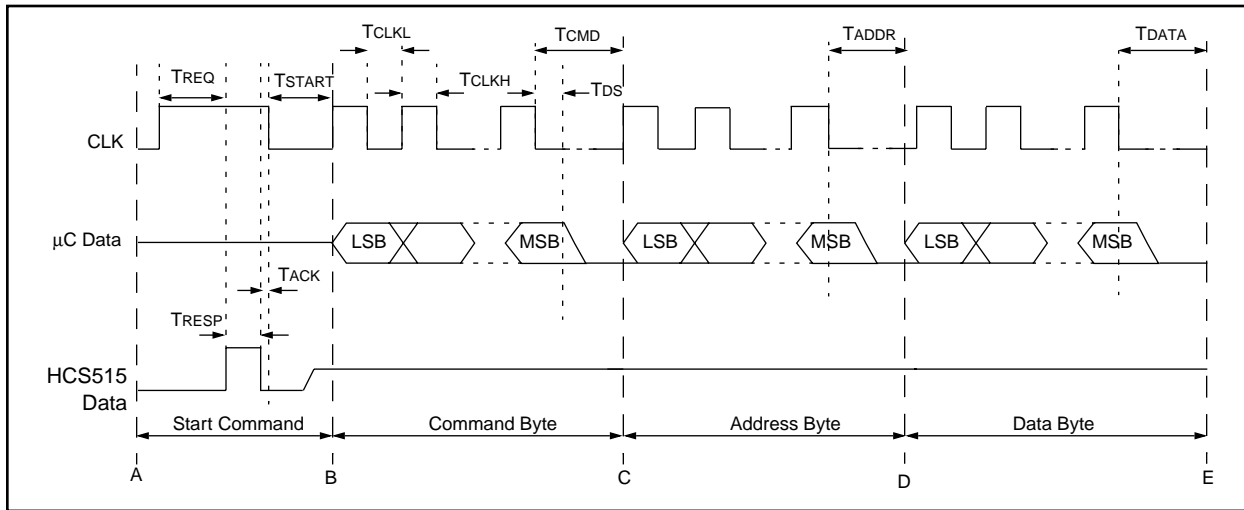 TCLKL
TCMD
TADDR
TDATA
TREQ
TSTART
TCLKH
TDS
CLK
μC Data
LSB
MSB
LSB
MSB
LSB
MSB
TACK
TRESP
HCS515
Data
Start Command
Command Byte
Address Byte
Data Byte
A
B
C
D
E